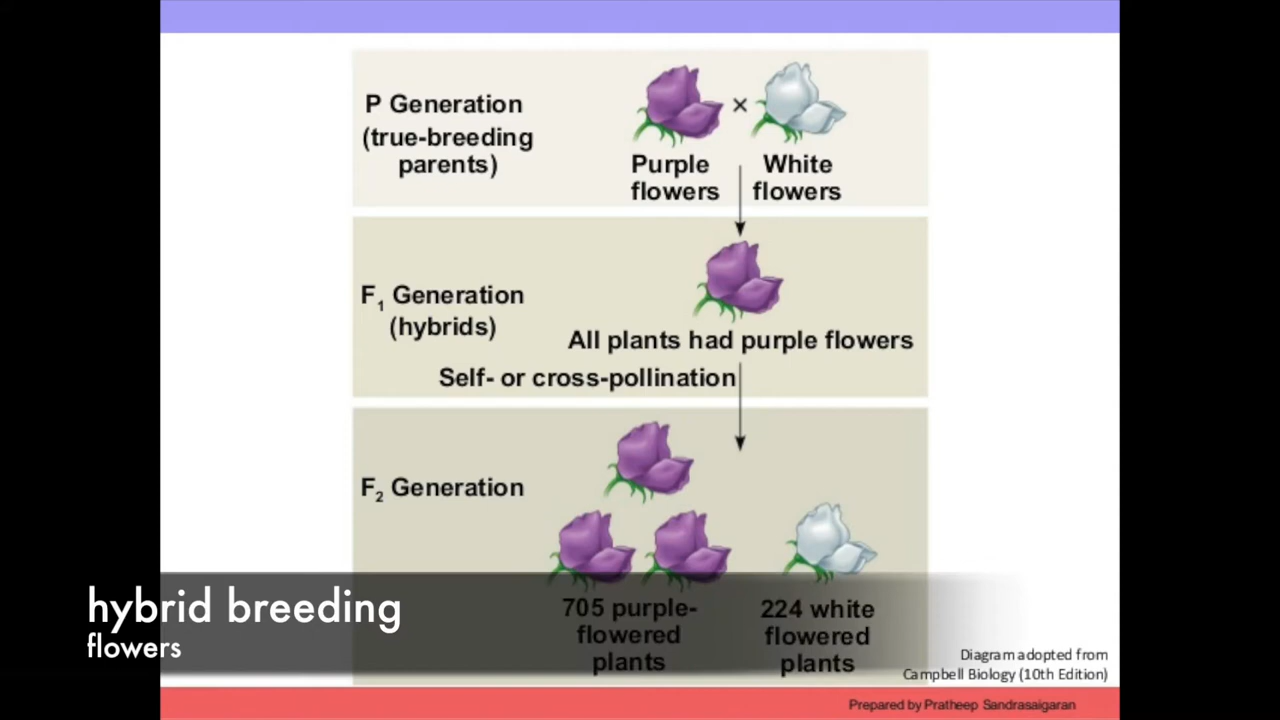 P Generation
(true-breeding
parents)
×
Purple
flowers
White
flowers
F1 Generation
(hybrids)
All plants had purple flowers
Self- or cross-pollination
F2 Generation
705 purple-
flowered
plants
224 white
flowered
plants
hybrid breeding
flowers
Diagram adopted from
Campbell Biology (10th Edition)
Prepared by Pratheep Sandrasaigaran